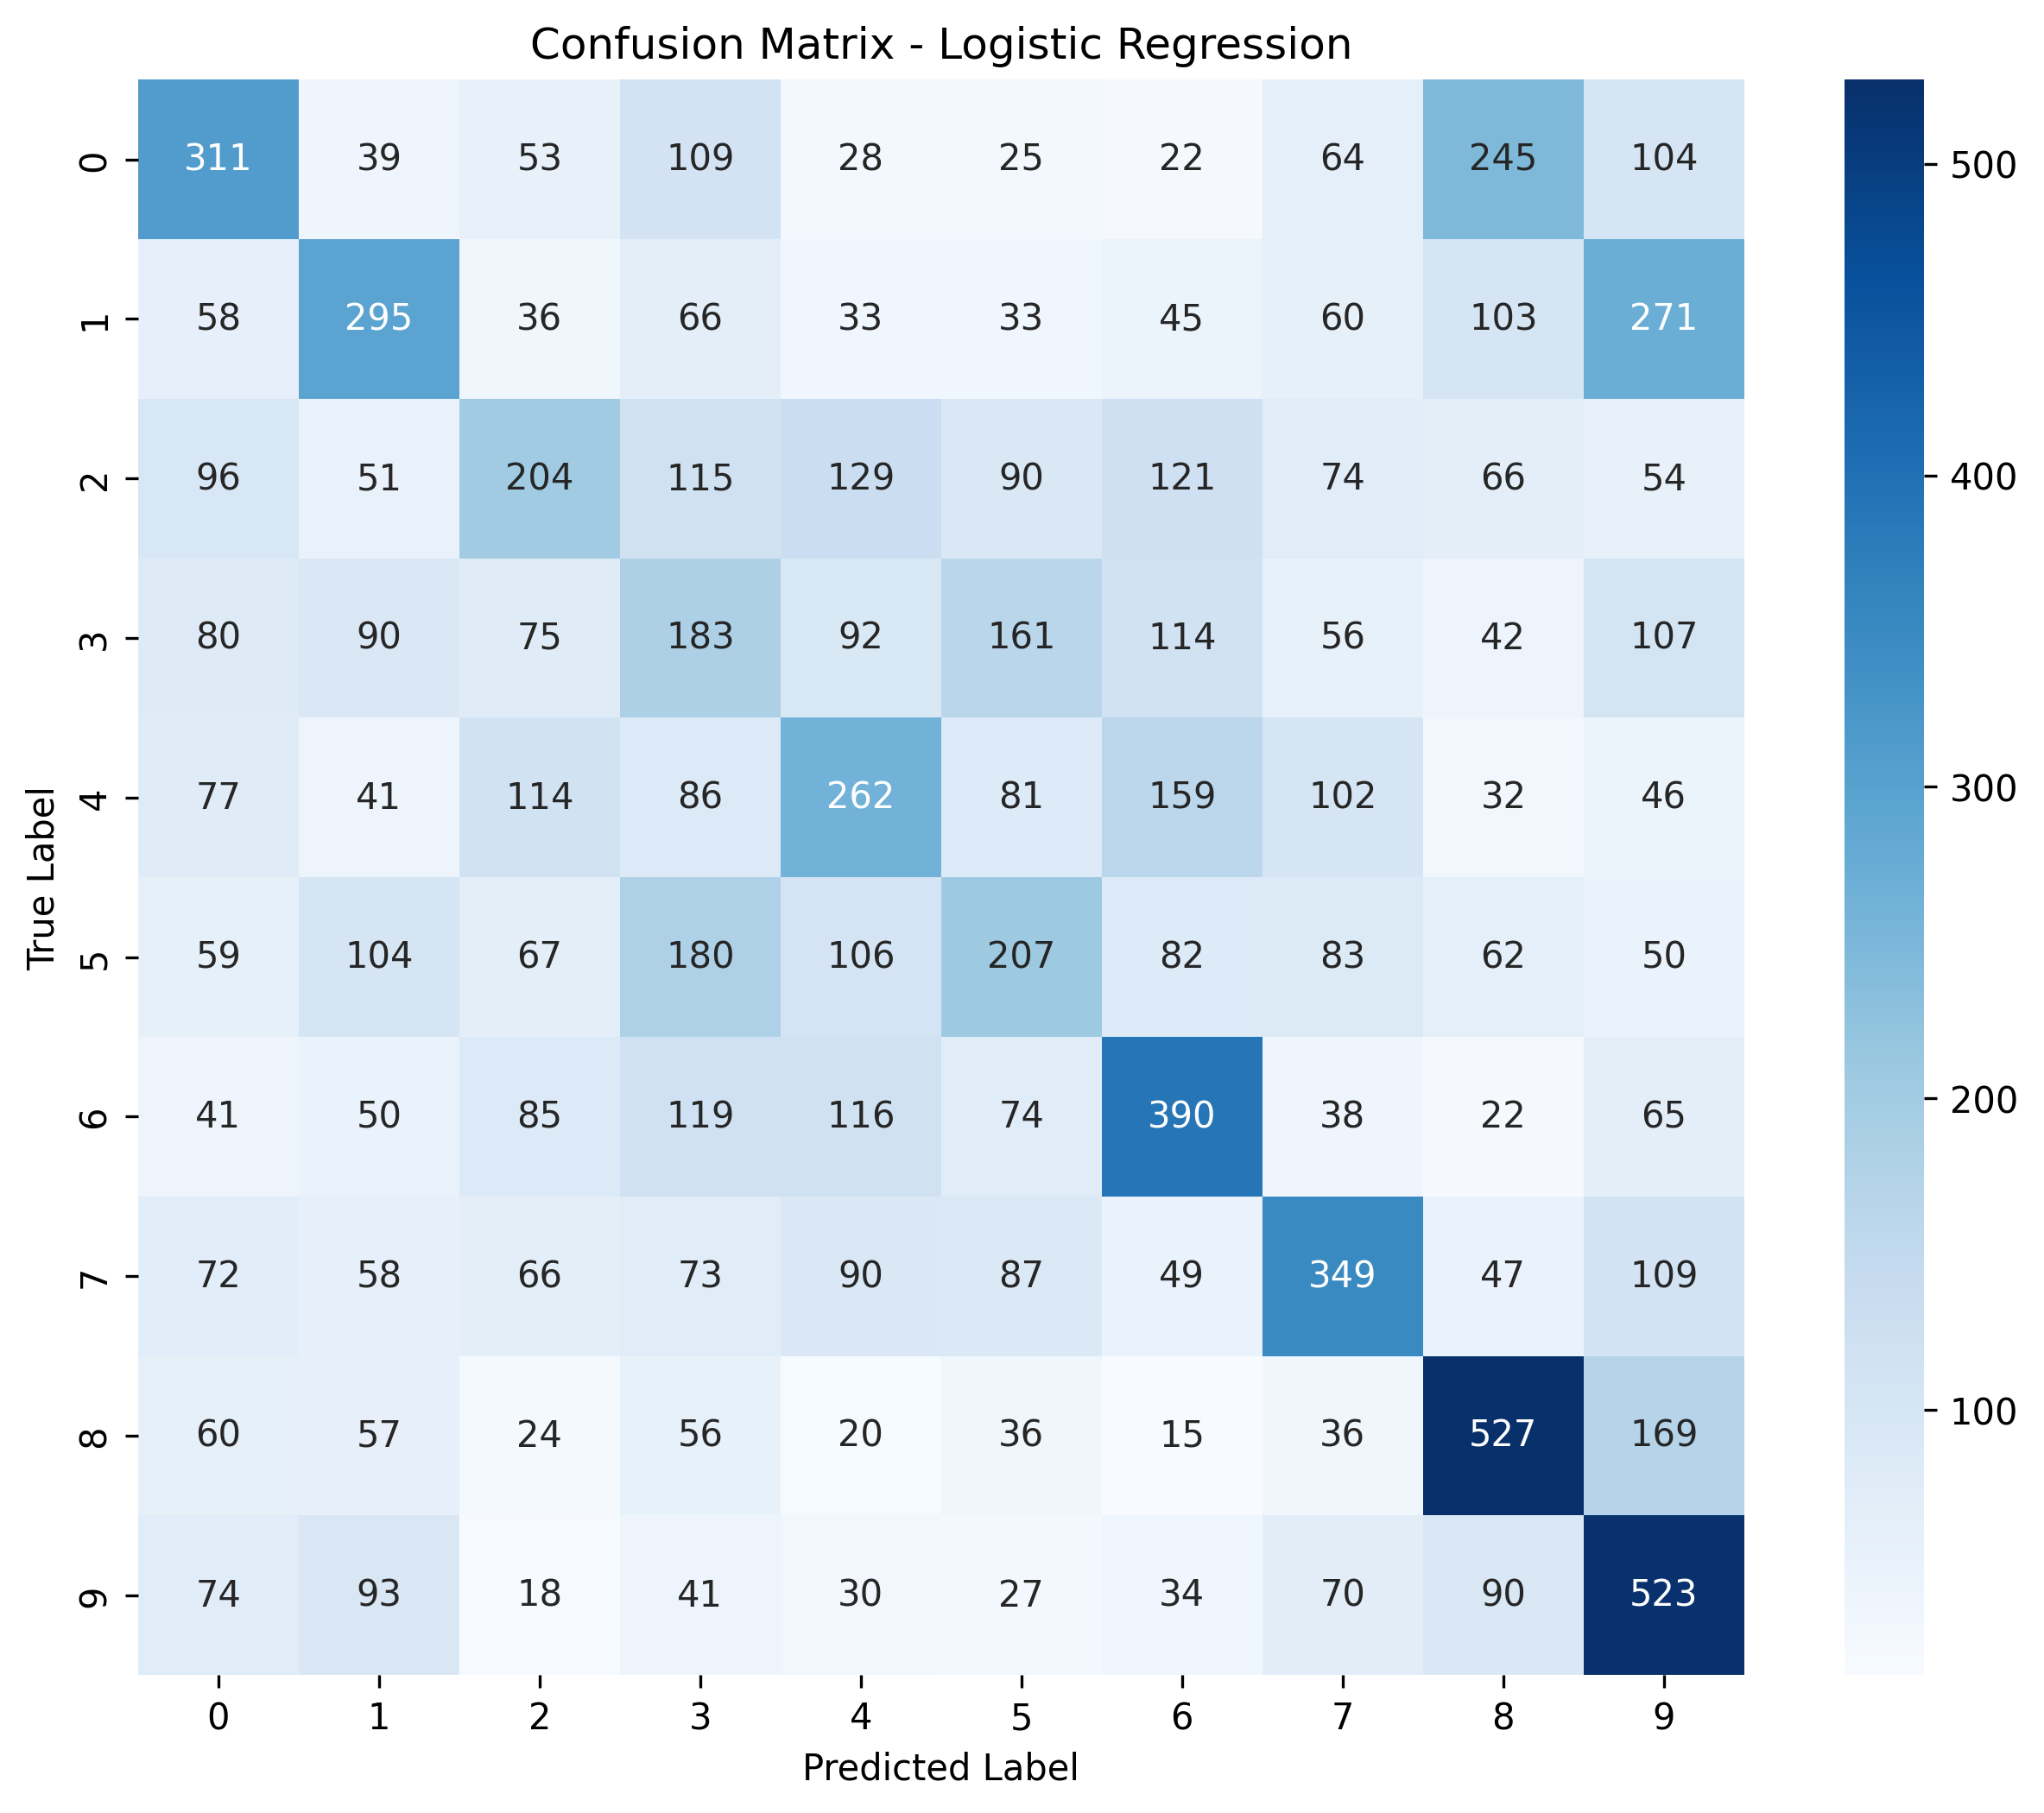 Confusion Matrix - Logistic Regression
0 311 39 53 109 28 25 22 64 245 104
1 58 295 36 66 33 33 45 60 103 271
2 96 51 204 115 129 90 121 74 66 54
3 80 90 75 183 92 161 114 56 42 107
4 77 41 114 86 262 81 159 102 32 46
5 59 104 67 180 106 207 82 83 62 50
6 41 50 85 119 116 74 390 38 22 65
7 72 58 66 73 90 87 49 349 47 109
8 60 57 24 56 20 36 15 36 527 169
9 74 93 18 41 30 27 34 70 90 523
0 1 2 3 4 5 6 7 8 9
Predicted Label
True Label
500
400
300
200
100